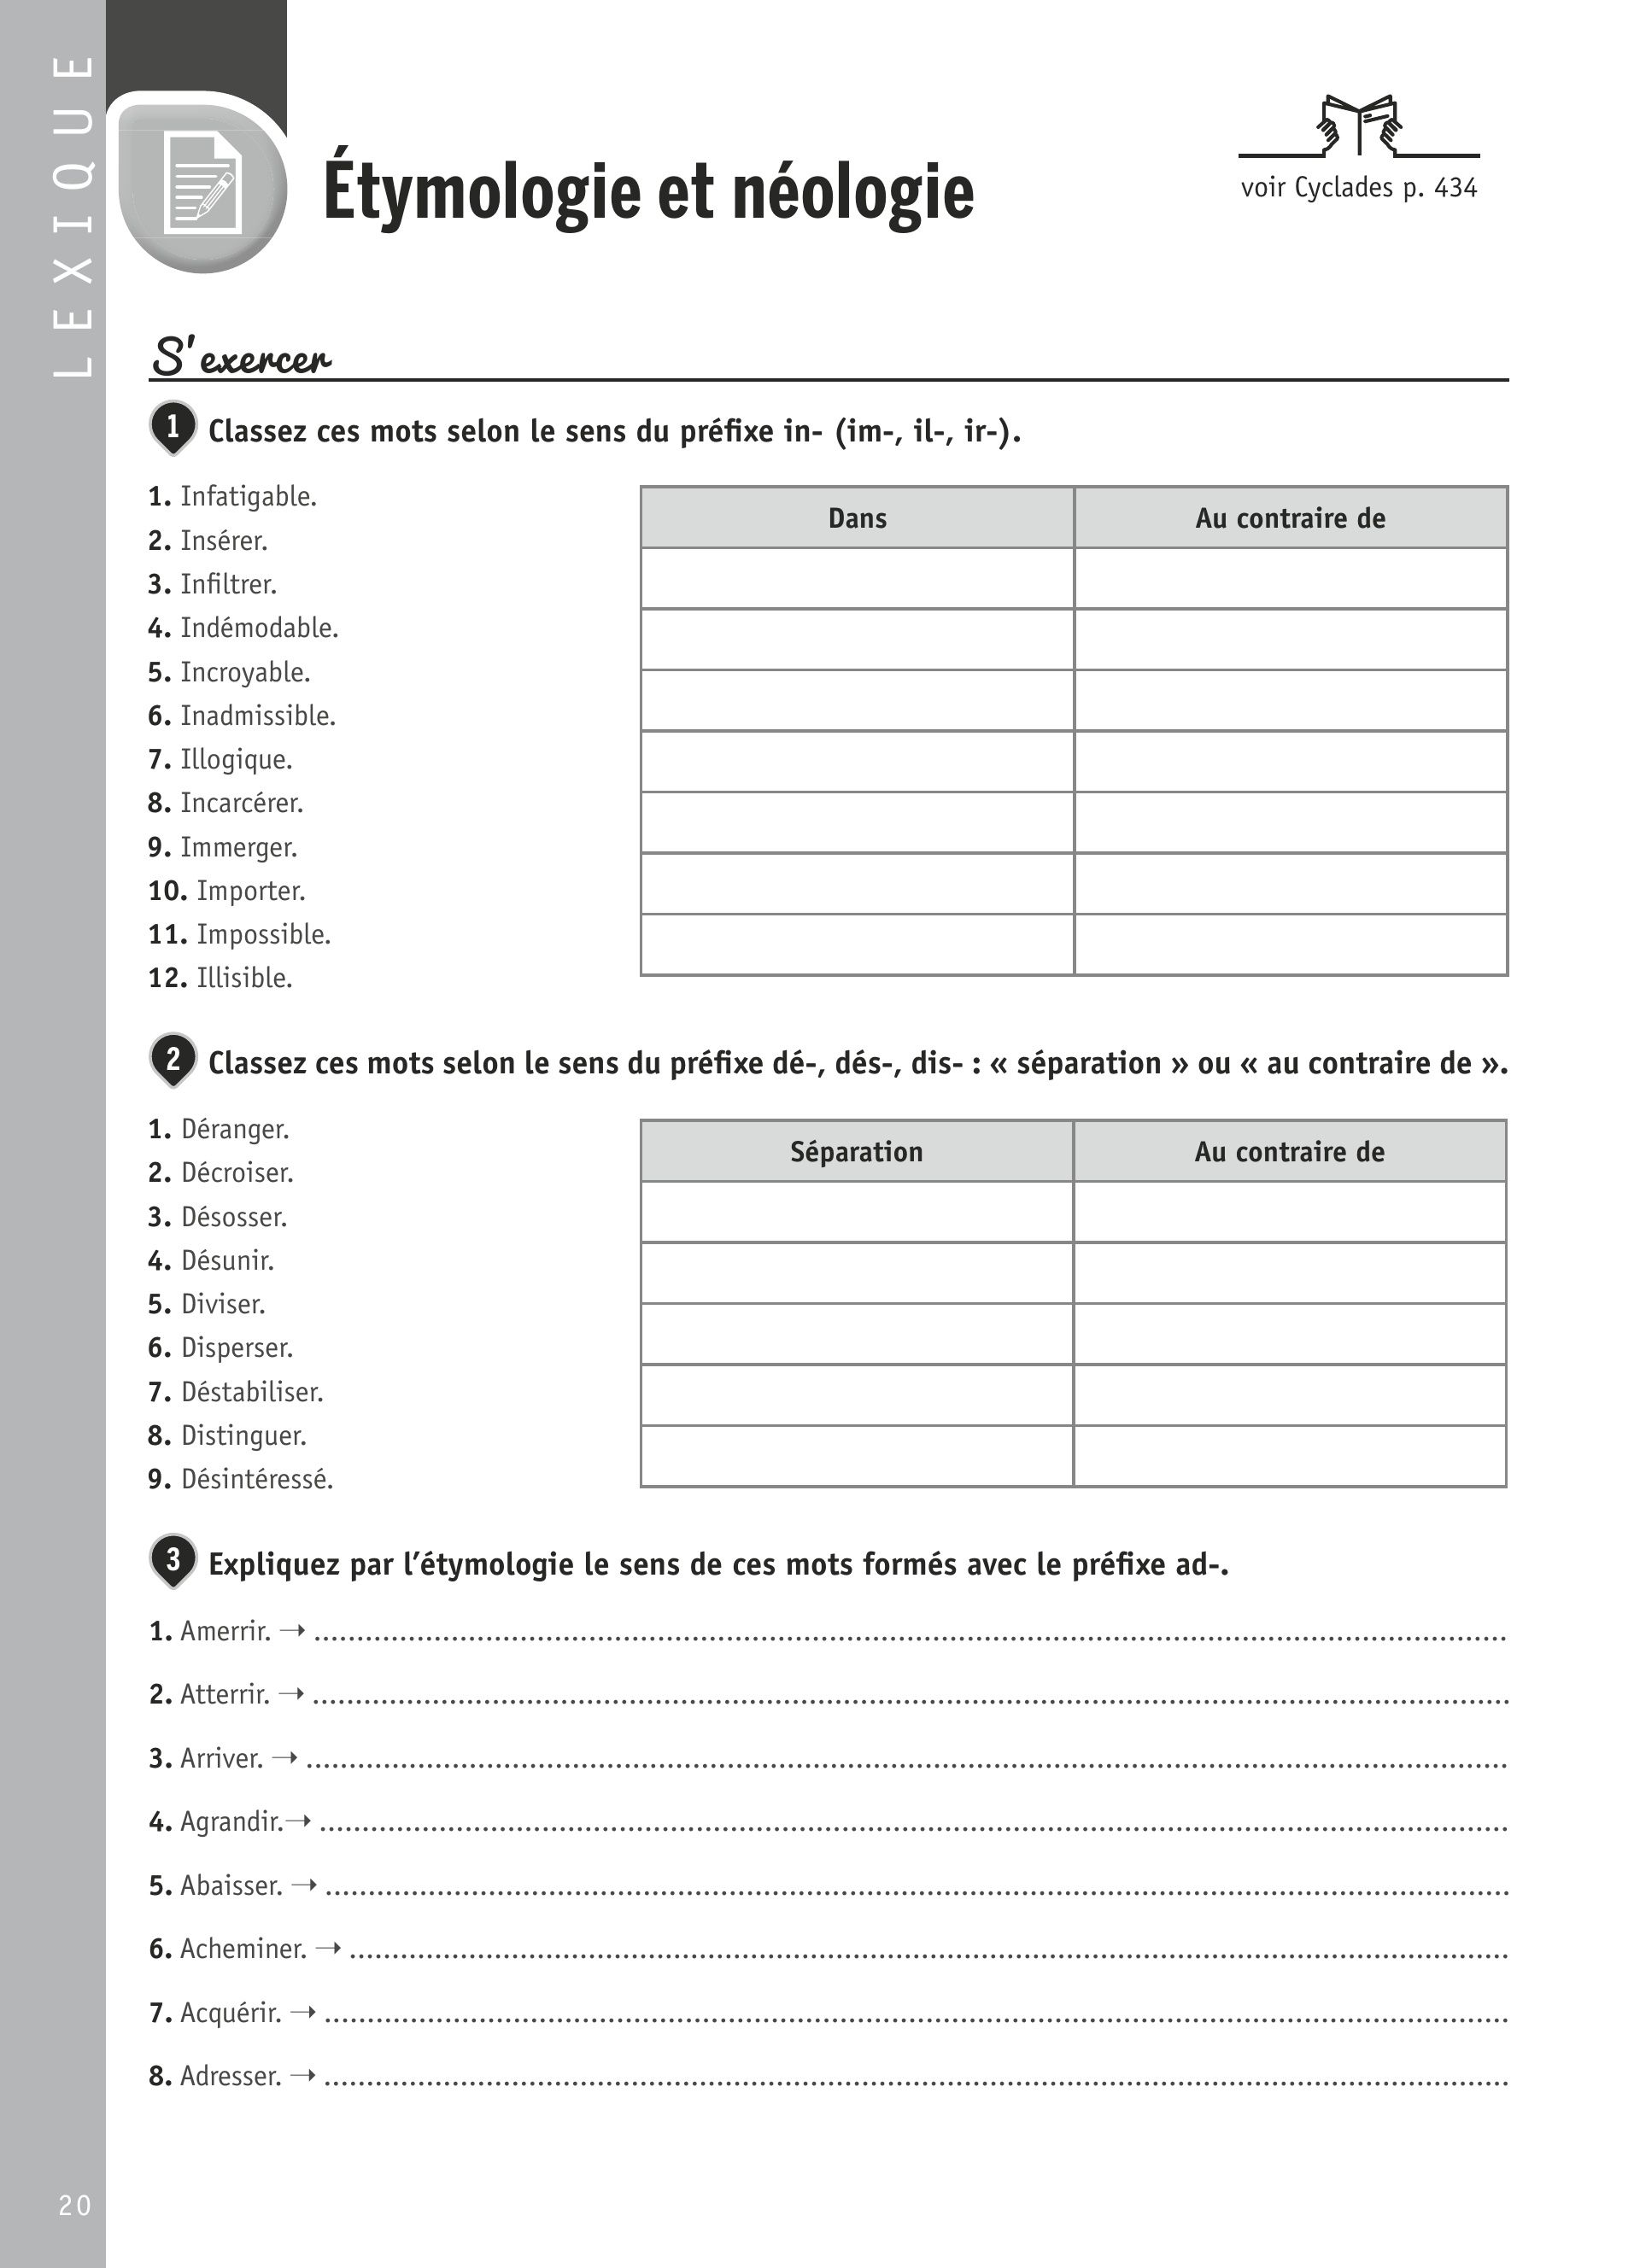 LEXIQUE
Étymologie et néologie
voir Cyclades p. 434
S'exercer
1 Classez ces mots selon le sens du préfixe in- (im-, il-, ir-).
1. Infatigable.
2. Insérer.
3. Infiltrer.
4. Indémodable.
5. Incroyable.
6. Inadmissible.
7. Illogique.
8. Incarcérer.
9. Immerger.
10. Importer.
11. Impossible.
12. Illisible.
Dans Au contraire de
2 Classez ces mots selon le sens du préfixe dé-, dés-, dis- : « séparation » ou « au contraire de ».
1. Déranger.
2. Décroiser.
3. Désosser.
4. Désunir.
5. Diviser.
6. Disperser.
7. Déstabiliser.
8. Distinguer.
9. Désintéressé.
Séparation Au contraire de
3 Expliquez par l'étymologie le sens de ces mots formés avec le préfixe ad-.
1. Amerrir. →
2. Atterrir. →
3. Arriver. →
4. Agrandir.→
5. Abaisser. →
6. Acheminer. →
7. Acquérir. →
8. Adresser. →
20